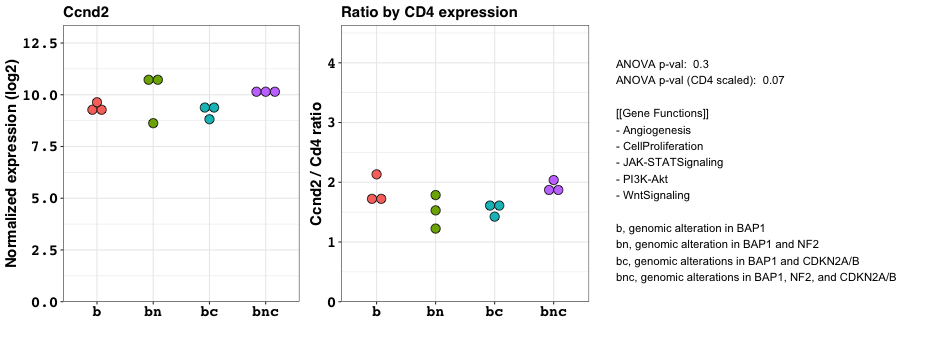 Ccnd2
Normalized expression (log2)
12.5
10.0
7.5
5.0
2.5
0.0
b bn bc bnc
Ratio by CD4 expression
Ccnd2 / Cd4 ratio
4
3
2
1
0
b bn bc bnc
ANOVA p-val: 0.3
ANOVA p-val (CD4 scaled): 0.07
[[Gene Functions]]
- Angiogenesis
- CellProliferation
- JAK-STATSignaling
- PI3K-Akt
- WntSignaling
b, genomic alteration in BAP1
bn, genomic alteration in BAP1 and NF2
bc, genomic alterations in BAP1 and CDKN2A/B
bnc, genomic alterations in BAP1, NF2, and CDKN2A/B